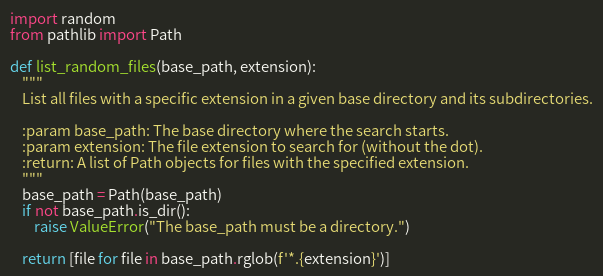 import random
from pathlib import Path

def list_random_files(base_path, extension):
    """
    List all files with a specific extension in a given base directory and its subdirectories.

    :param base_path: The base directory where the search starts.
    :param extension: The file extension to search for (without the dot).
    :return: A list of Path objects for files with the specified extension.
    """
    base_path = Path(base_path)
    if not base_path.is_dir():
        raise ValueError("The base_path must be a directory.")

    return [file for file in base_path.rglob(f'*.{extension}')]